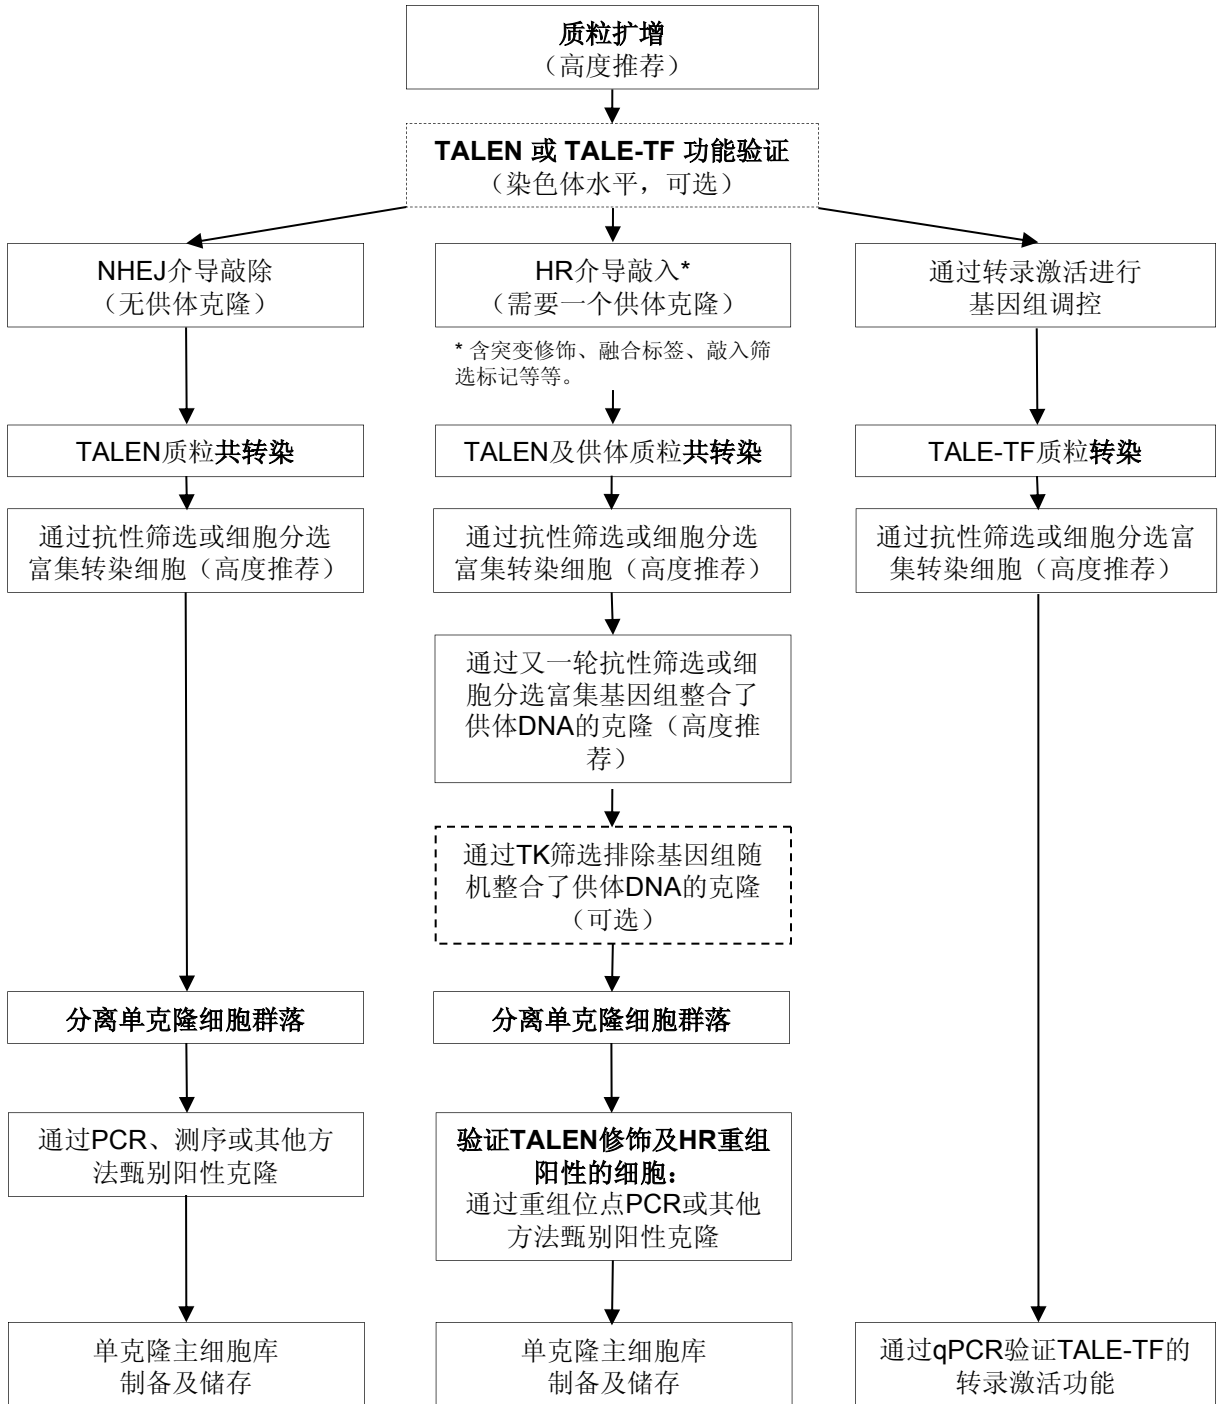 质粒扩增
（高度推荐）
TALEN 或 TALE-TF 功能验证
（染色体水平，可选）
NHEJ介导敲除
（无供体克隆）
HR介导敲入*
（需要一个供体克隆）
通过转录激活进行
基因组调控
* 含突变修饰、融合标签、敲入筛
选标记等等。
TALEN质粒共转染
TALEN及供体质粒共转染
TALE-TF质粒转染
通过抗性筛选或细胞分选
富集转染细胞（高度推荐）
通过抗性筛选或细胞分选
富集转染细胞（高度推荐）
通过抗性筛选或细胞分选富
集转染细胞（高度推荐）
通过又一轮抗性筛选或细
胞分选富集基因组整合了
供体DNA的克隆（高度推
荐）
通过TK筛选排除基因组随
机整合了供体DNA的克隆
（可选）
分离单克隆细胞群落
分离单克隆细胞群落
通过PCR、测序或其他方
法甄别阳性克隆
验证TALEN修饰及HR重组
阳性的细胞：
通过重组位点PCR或其他
方法甄别阳性克隆
单克隆主细胞库
制备及储存
单克隆主细胞库
制备及储存
通过qPCR验证TALE-TF的
转录激活功能